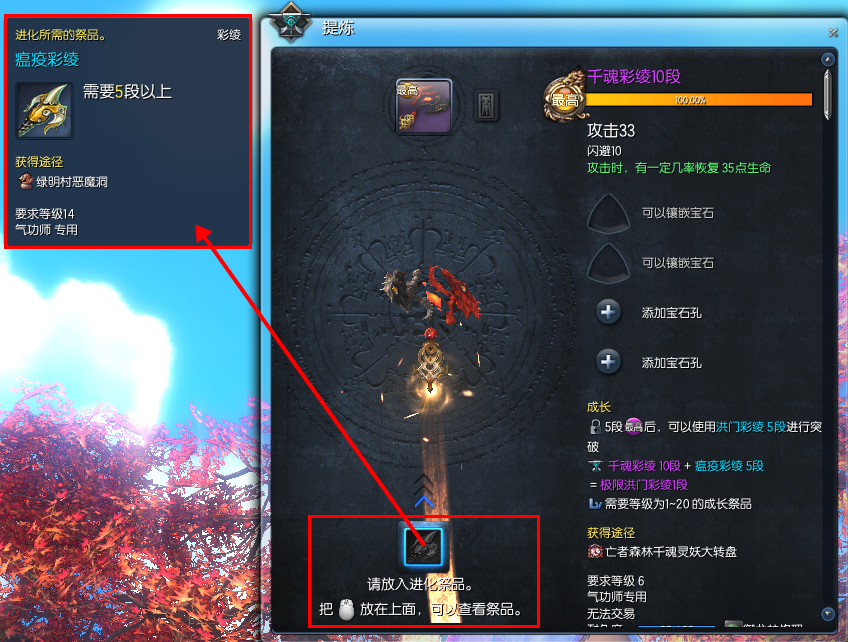 进化所需的祭品。 彩绫
瘟疫彩绫
需要5段以上
获得途径
绿明村恶魔洞
要求等级14
气功师 专用
提炼
最高
最高
千魂彩绫10段
100.00%
攻击33
闪避10
攻击时，有一定几率恢复 35点生命
可以镶嵌宝石
可以镶嵌宝石
添加宝石孔
添加宝石孔
成长
5段最高后，可以使用洪门彩绫 5段进行突
破
千魂彩绫 10段 + 瘟疫彩绫 5段
= 极限洪门彩绫1段
Lv 需要等级为1~20 的成长祭品
获得途径
亡者森林千魂灵妖大转盘
要求等级 6
气功师专用
无法交易
请放入进化祭品。
把 放在上面，可以查看祭品。